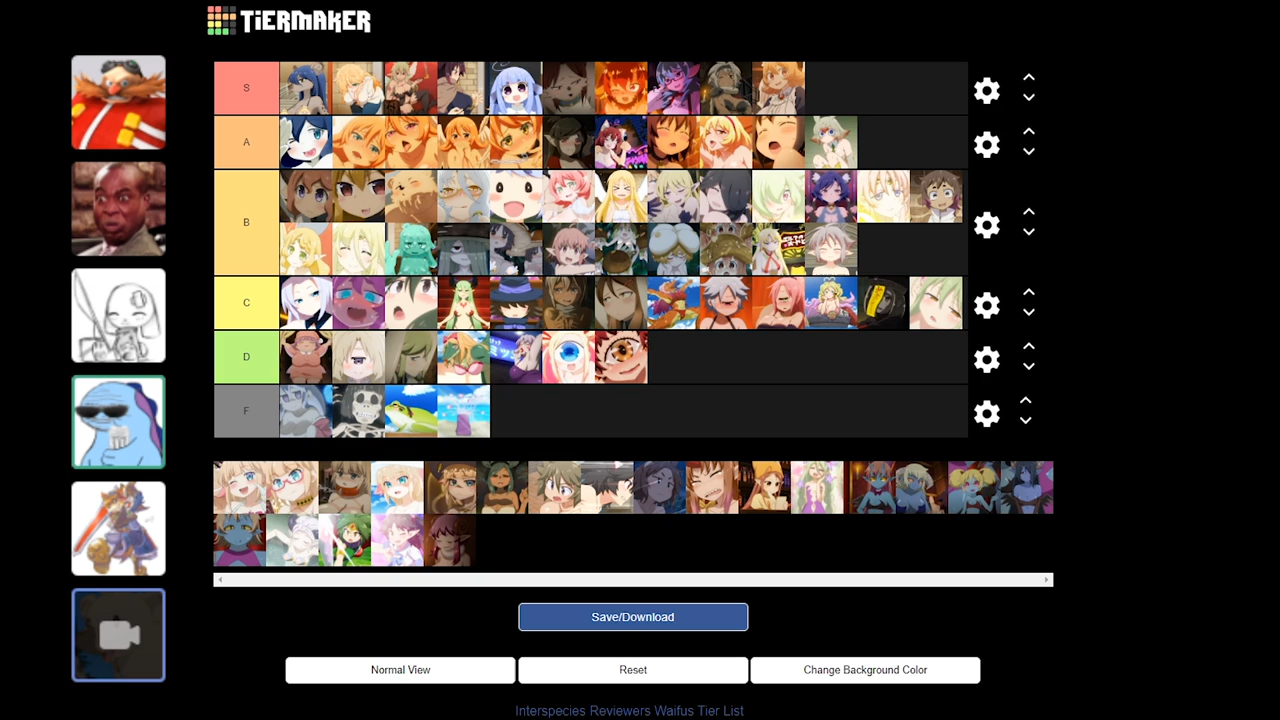 TiERMAKER
S
A
B
C
D
F
Save/Download
Normal View
Reset
Change Background Color
Interspecies Reviewers Waifus Tier List